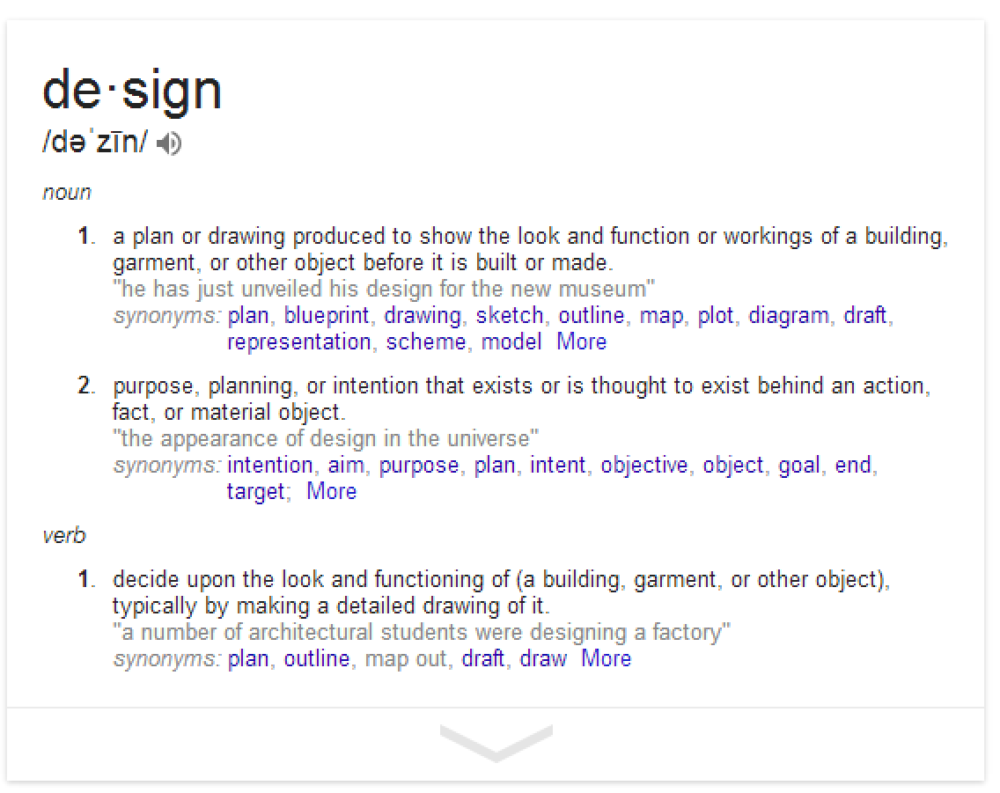 de·sign
/dəˈzīn/
noun
1. a plan or drawing produced to show the look and function or workings of a building,
garment, or other object before it is built or made.
"he has just unveiled his design for the new museum"
synonyms: plan, blueprint, drawing, sketch, outline, map, plot, diagram, draft,
representation, scheme, model More
2. purpose, planning, or intention that exists or is thought to exist behind an action,
fact, or material object.
"the appearance of design in the universe"
synonyms: intention, aim, purpose, plan, intent, objective, object, goal, end,
target; More
verb
1. decide upon the look and functioning of (a building, garment, or other object),
typically by making a detailed drawing of it.
"a number of architectural students were designing a factory"
synonyms: plan, outline, map out, draft, draw More